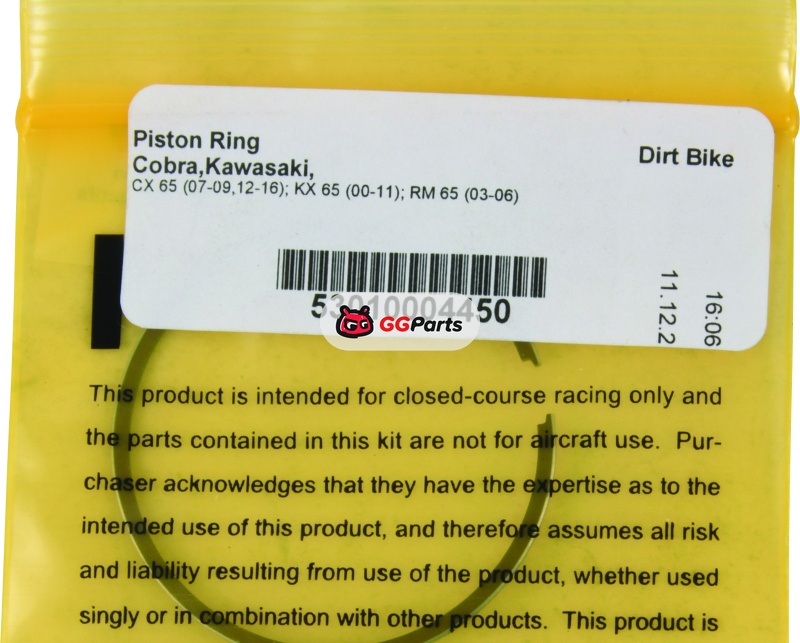 Piston Ring
Cobra,Kawasaki,
Dirt Bike
CX 65 (07-09,12-16); KX 65 (00-11); RM 65 (03-06)
53010004450
16:06
11.12.2
GGParts
This product is intended for closed-course racing only and
the parts contained in this kit are not for aircraft use. Pur-
chaser acknowledges that they have the expertise as to the
intended use of this product, and therefore assumes all risk
and liability resulting from use of the product, whether used
singly or in combination with other products. This product is